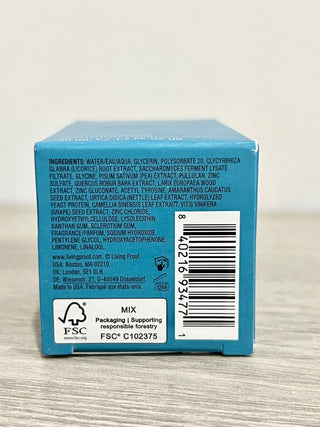 INGREDIENTS: WATER/EAU/AQUA, GLYCERIN, POLYSORBATE 20, GLYCYRRHIZA
GLABRA (LICORICE) ROOT EXTRACT, SACCHAROMYCES FERMENT LYSATE
FILTRATE, GLYCINE, PISUM SATIVUM (PEA) EXTRACT, PULLULAN, ZINC
SULFATE, QUERCUS ROBUR BARK EXTRACT, LARIX EUROPAEA WOOD
EXTRACT, ZINC GLUCONATE, ACETYL TYROSINE, AMARANTHUS CAUDATUS
SEED EXTRACT, URTICA DIOICA (NETTLE) LEAF EXTRACT, HYDROLYZED
YEAST PROTEIN, CAMELLIA SINENSIS LEAF EXTRACT, VITIS VINIFERA
(GRAPE) SEED EXTRACT, ZINC CHLORIDE,
HYDROXYETHYLCELLULOSE, LYSOLECITHIN,
XANTHAN GUM, SCLEROTIUM GUM,
FRAGRANCE/PARFUM, SODIUM HYDROXIDE
PENTYLENE GLYCOL, HYDROXYACETOPHENONE,
LIMONENE, LINALOOL.
www.livingproof.com © Living Proof
USA: Boston, MA 02210.
UK: London, SE1 0LH.
DE: Wiesenstr. 21, D-40549 Düsseldorf
Made in USA. Fabriqué aux états-unis.
12M
8 40216 93477 1
FSC
www.fsc.org
MIX
Packaging | Supporting
responsible forestry
FSC® C102375